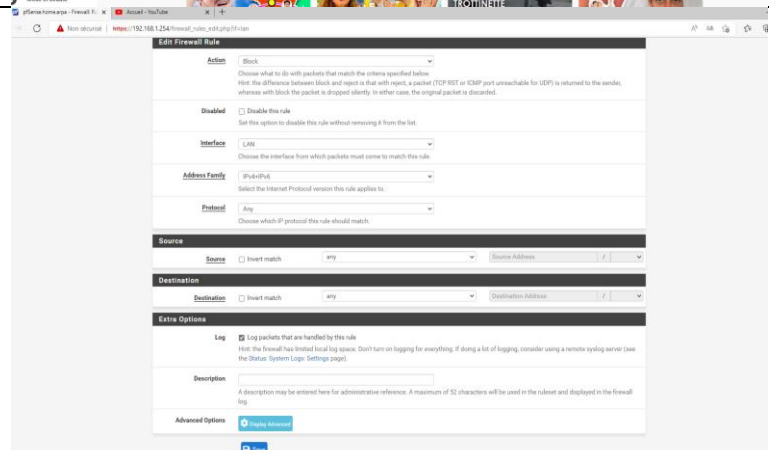 TROTTINETTE
pfSense.home.arpa - Firewall: R
Accueil - YouTube
Non sécurisé | https://192.168.1.254/firewall_rules_edit.php?if=lan
Edit Firewall Rule
Action Block
Choose what to do with packets that match the criteria specified below.
Hint: the difference between block and reject is that with reject, a packet (TCP RST or ICMP port unreachable for UDP) is returned to the sender,
whereas with block the packet is dropped silently. In either case, the original packet is discarded.
Disabled Disable this rule
Set this option to disable this rule without removing it from the list.
Interface LAN
Choose the interface from which packets must come to match this rule.
Address Family IPv4+IPv6
Select the Internet Protocol version this rule applies to.
Protocol Any
Choose which IP protocol this rule should match.
Source
Source Invert match any Source Address /
Destination
Destination Invert match any Destination Address /
Extra Options
Log Log packets that are handled by this rule
Hint: the firewall has limited local log space. Don't turn on logging for everything. If doing a lot of logging, consider using a remote syslog server (see
the Status: System Logs: Settings page).
Description
A description may be entered here for administrative reference. A maximum of 52 characters will be used in the ruleset and displayed in the firewall
log.
Advanced Options Display Advanced
Save